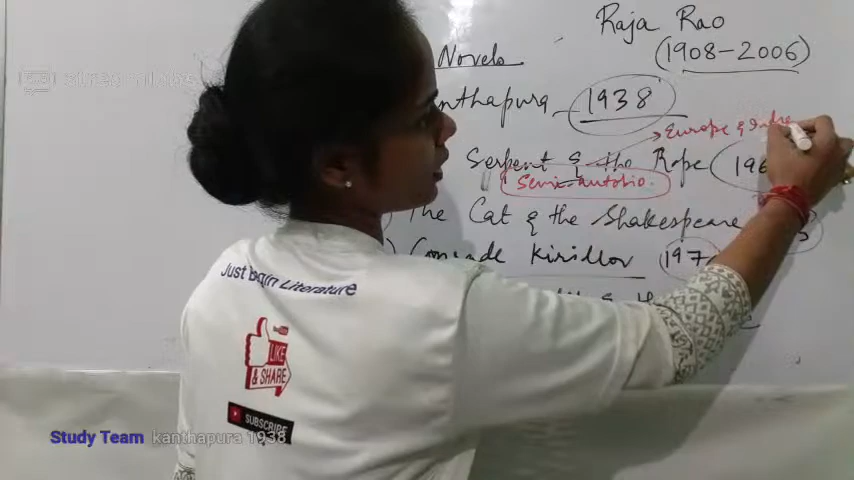 Raja Rao
Novels
(1908-2006)
nthapura - 1938
Europe & India
Serpent & the Rope (196
Semi-autobio.
The Cat & the Shakespeare
Comrade Kirillov (197
Just begin Literature
LIKE
& SHARE
SUBSCRIBE
Study Team kanthapura 1938